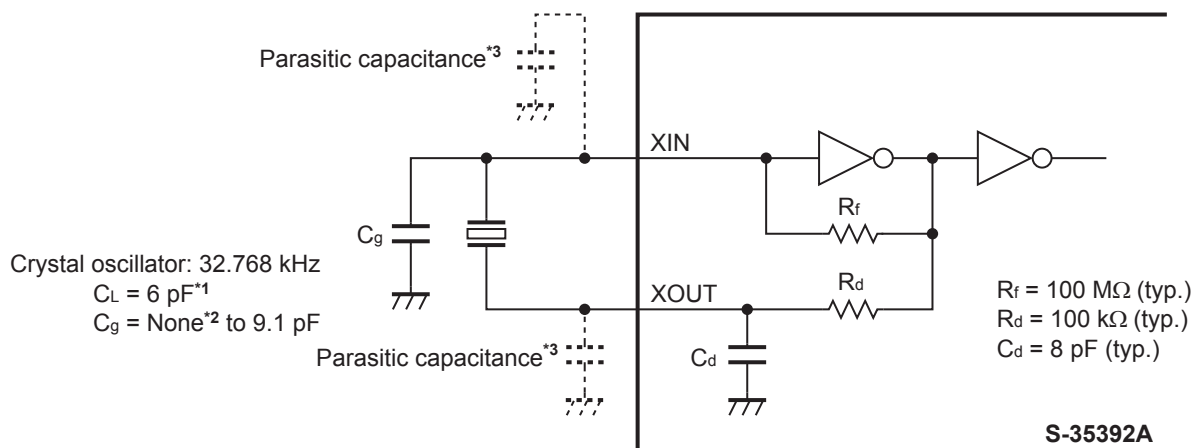 Parasitic capacitance*3
XIN
Rf
Cg
Crystal oscillator: 32.768 kHz
CL = 6 pF*1
Cg = None*2 to 9.1 pF
XOUT
Rd
Parasitic capacitance*3
Cd
Rf = 100 MΩ (typ.)
Rd = 100 kΩ (typ.)
Cd = 8 pF (typ.)
S-35392A